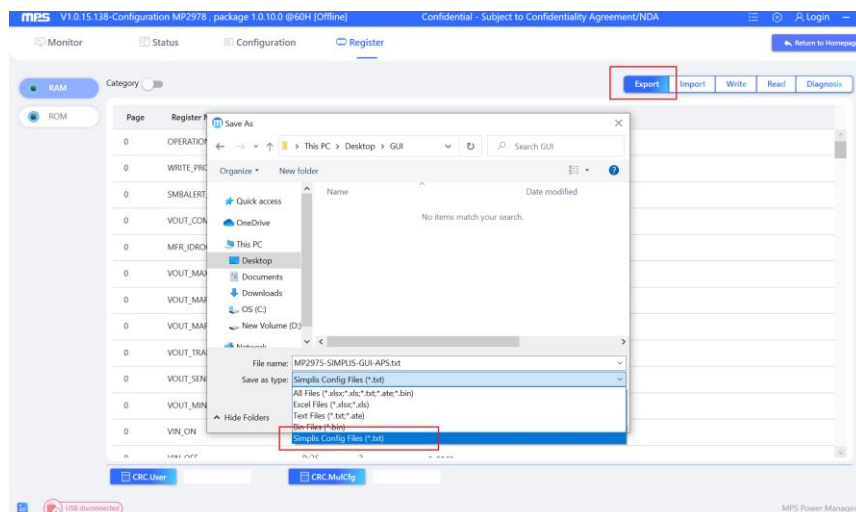 mps V1.0.15.138-Configuration MP2978 , package 1.0.10.0 @60H [Offline] Confidential - Subject to Confidentiality Agreement/NDA Login
Monitor Status Configuration Register Return to Homepag
RAM Category Export Import Write Read Diagnosis
ROM Page Register N
Save As
0 OPERATION
This PC > Desktop > GUI Search GUI
0 WRITE_PRO
Organize New folder
0 SMBALERT
Name Date modified
Quick access
No items match your search.
0 VOUT_COM
OneDrive
0 MFR_IDRO
This PC
Desktop
0 VOUT_MAX
Documents
0 VOUT_MAR
Downloads
OS (C:)
0 VOUT_MAR
New Volume (D:)
Network
0 VOUT_TRA
File name: MP2975-SIMPLIS-GUI-APS.txt
0 VOUT_SEN
Save as type: Simplis Config Files (*.txt)
All Files (*.xlsx;*.xls;*.txt;*.ate;*.bin)
0 VOUT_MIN
Excel Files (*.xlsx;*.xls)
Hide Folders
Text Files (*.txt;*.ate)
Bin Files (*.bin)
0 VIN_ON
Simplis Config Files (*.txt)
0 VIN_OFF 0x36 2
CRC.User CRC.MulCfg
USB disconnected MPS Power Manager